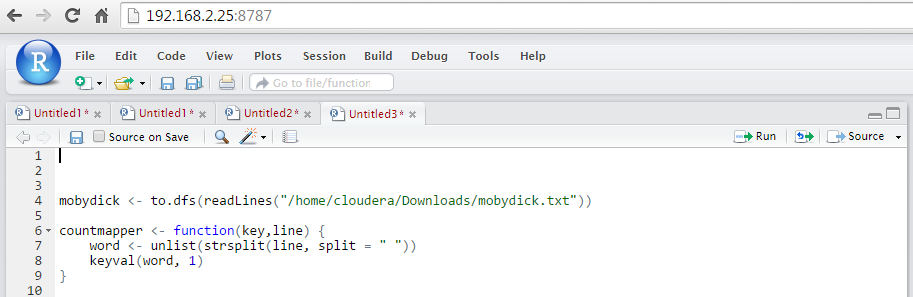 192.168.2.25:8787
R
File Edit Code View Plots Session Build Debug Tools Help
Go to file/function
Untitled1* Untitled1* Untitled2* Untitled3*
Source on Save Run Source
1
2
3
4 mobydick <- to.dfs(readLines("/home/cloudera/Downloads/mobydick.txt"))
5
6 countmapper <- function(key,line) {
7 word <- unlist(strsplit(line, split = " "))
8 keyval(word, 1)
9 }
10